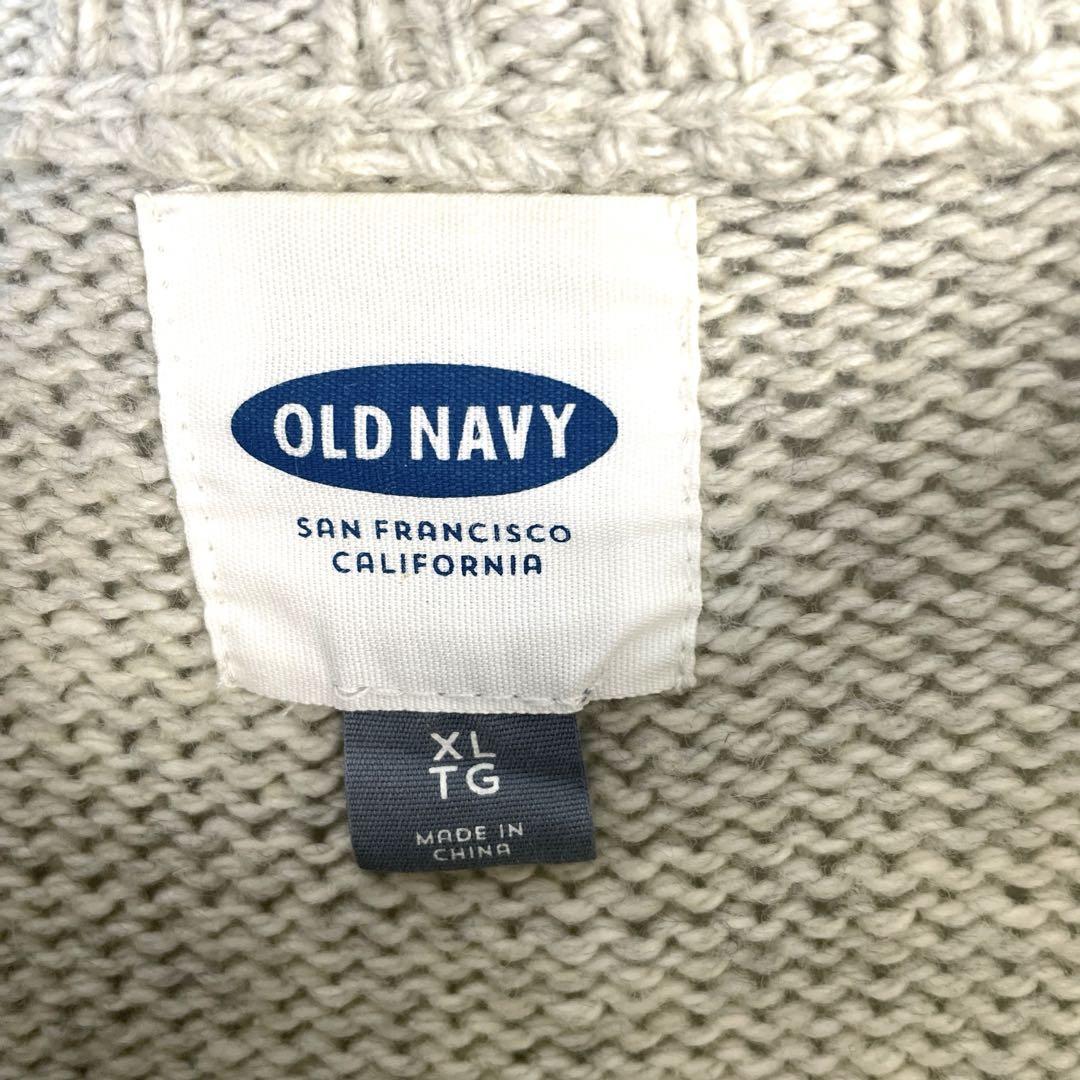 OLD NAVY
SAN FRANCISCO
CALIFORNIA
XL
TG
MADE IN
CHINA